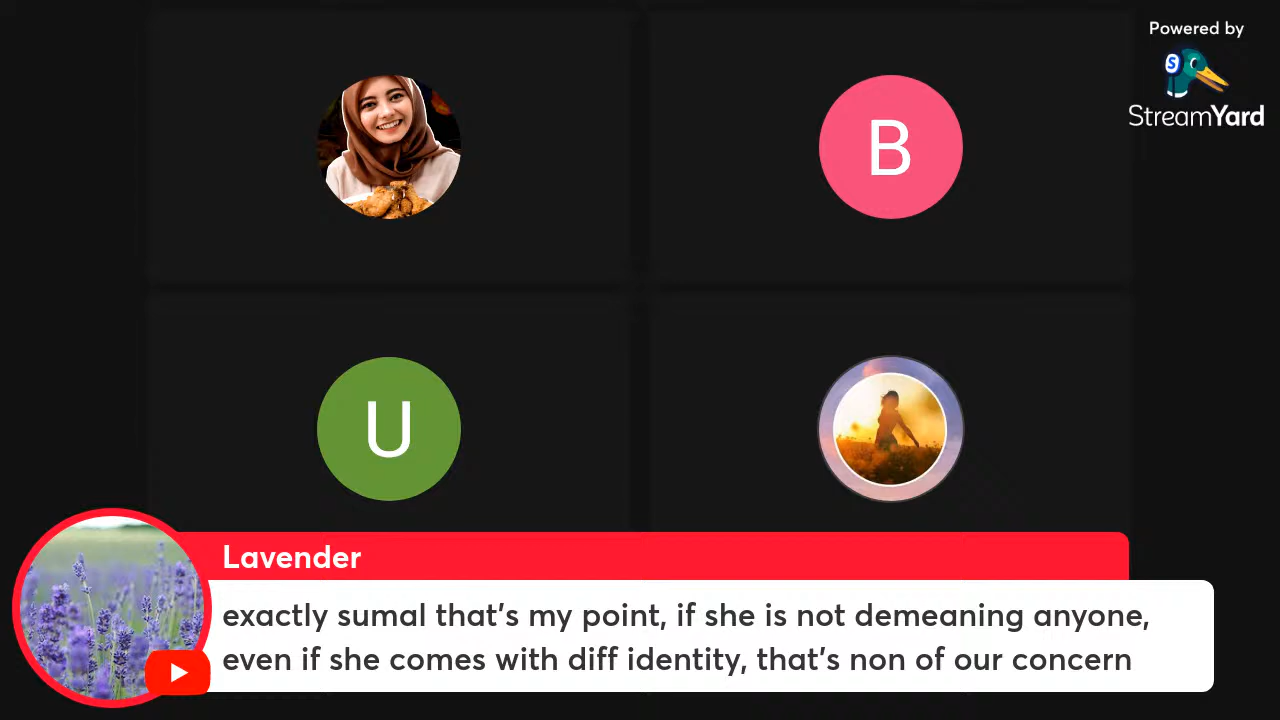 Powered by
S
StreamYard
B
U
Lavender
exactly sumal that's my point, if she is not demeaning anyone,
even if she comes with diff identity, that's non of our concern